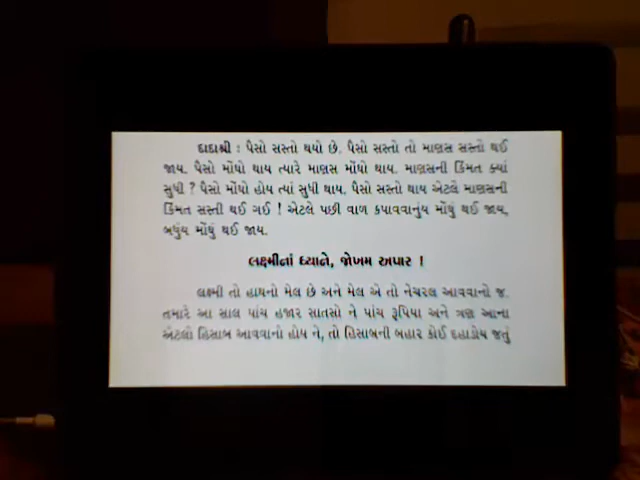 દાદાશ્રી : પૈસો સસ્તો થયો છે. પૈસો સસ્તો તો માણસ સસ્તો થઈ
જાય. પૈસો મોંઘો થાય ત્યારે માણસ મોંઘો થાય. માણસની કિંમત ક્યાં
સુધી ? પૈસો મોંઘો હોય ત્યાં સુધી થાય. પૈસો સસ્તો થાય એટલે માણસની
કિંમત સસ્તી થઈ ગઈ ! એટલે પછી વાળ કપાવવાનુંય મોંઘું થઈ જાય,
બધુંય મોંઘું થઈ જાય.
લક્ષ્મીનાં ધ્યાને, જોખમ અપાર !
લક્ષ્મી તો હાથનો મેલ છે અને મેલ એ તો નેચરલ આવવાનો જ.
તમારે આ સાલ પાંચ હજાર સાતસો ને પાંચ રૂપિયા અને ત્રણ આના
એટલો હિસાબ આવવાનો હોય ને, તો હિસાબની બહાર કોઈ દહાડોય જતું